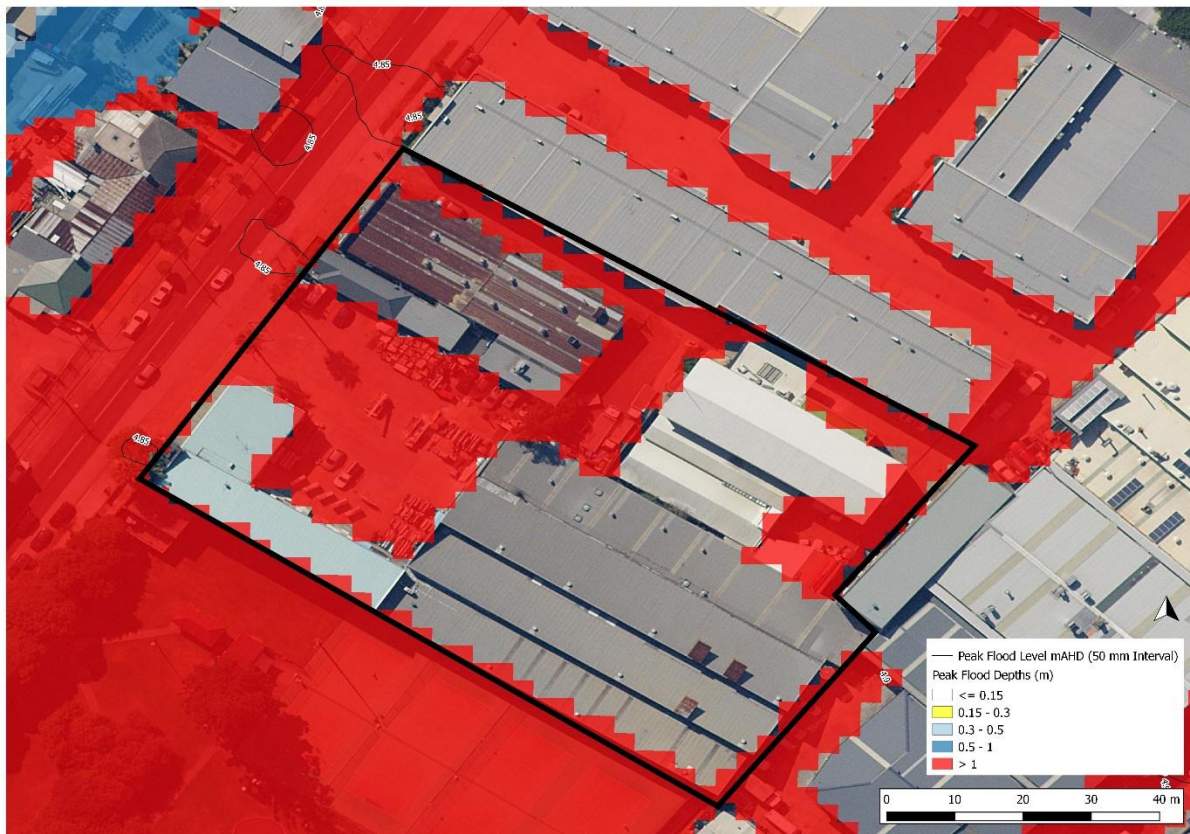 4.85
4.85
4.85
4.85
4.85
— Peak Flood Level mAHD (50 mm Interval)
Peak Flood Depths (m)
<= 0.15
0.15 - 0.3
0.3 - 0.5
0.5 - 1
> 1
0 10 20 30 40 m